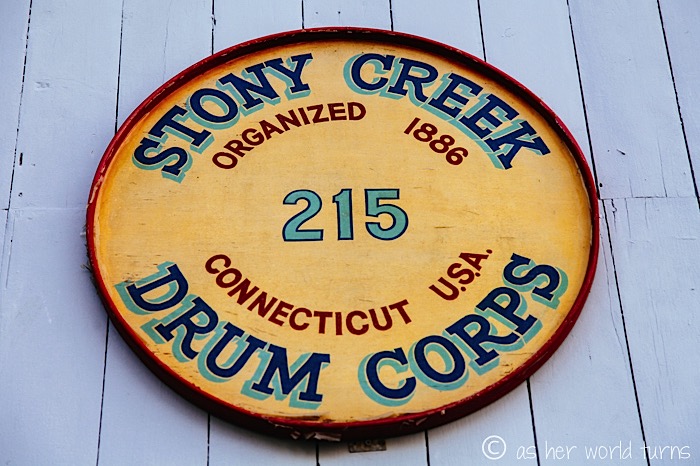 STONY CREEK
ORGANIZED 1886
215
CONNECTICUT U.S.A.
DRUM CORPS
© as her world turns